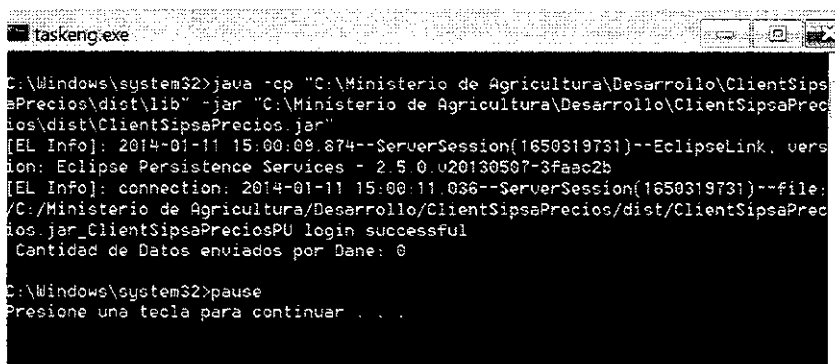 taskeng.exe
C:\Windows\system32>java -cp "C:\Ministerio de Agricultura\Desarrollo\ClientSips
aPrecios\dist\lib" -jar "C:\Ministerio de Agricultura\Desarrollo\ClientSipsaPrec
ios\dist\ClientSipsaPrecios.jar"
[EL Info]: 2014-01-11 15:00:09.874--ServerSession(1650319731)--EclipseLink, vers
ion: Eclipse Persistence Services - 2.5.0.v20130507-3faac2b
[EL Info]: connection: 2014-01-11 15:00:11.036--ServerSession(1650319731)--file:
/C:/Ministerio de Agricultura/Desarrollo/ClientSipsaPrecios/dist/ClientSipsaPrec
ios.jar_ClientSipsaPreciosPU login successful
Cantidad de Datos enviados por Dane: 0
C:\Windows\system32>pause
Presione una tecla para continuar . . .